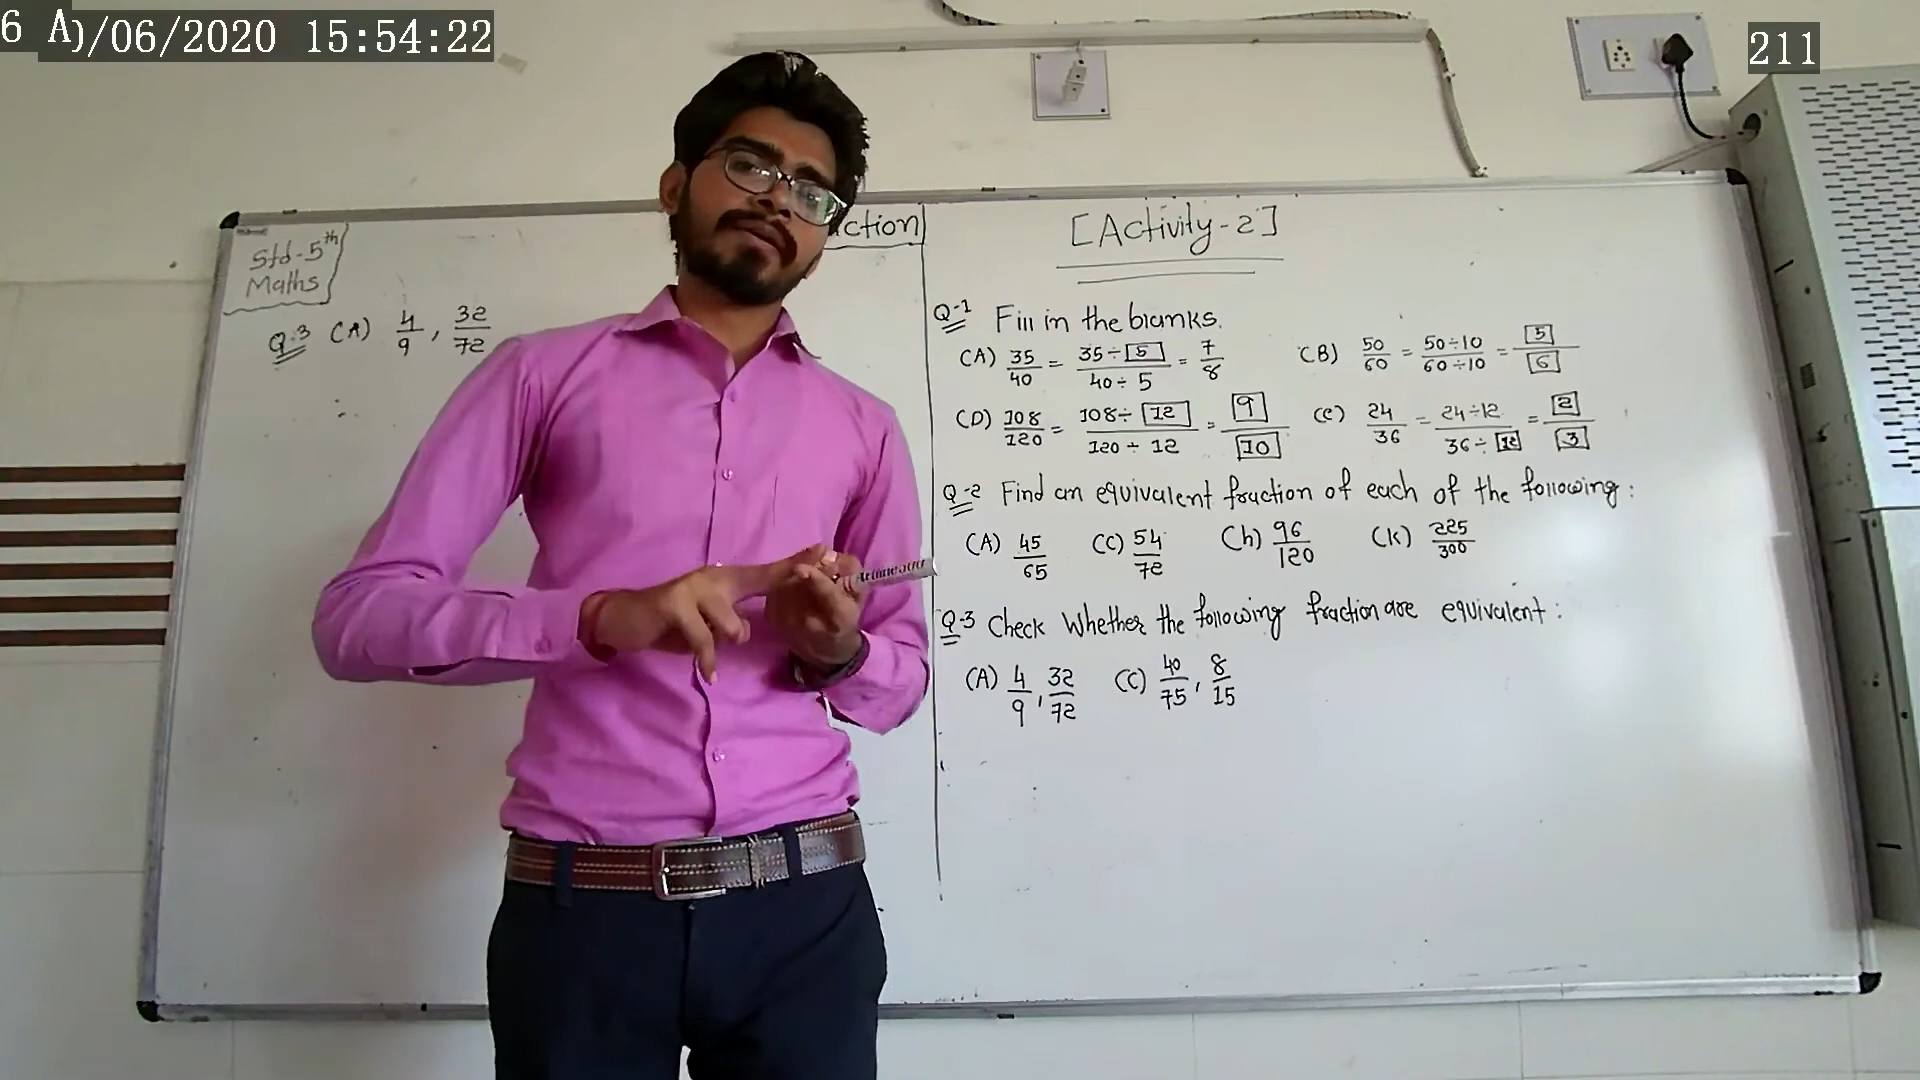 6 A
)/06/2020 15:54:22
211
Std-5th
Maths
ction
Q-3 (A) 4/9 , 32/72
[Activity-2]
Q-1 Fill in the blanks.
(A) 35/40 = 35÷5/40÷5 = 7/8 (B) 50/60 = 50÷10/60÷10 = 5/6
(D) 108/120 = 108÷12/120÷12 = 9/10 (e) 24/36 = 24÷12/36÷12 = 2/3
Q-2 Find an equivalent fraction of each of the following:
(A) 45/65 (C) 54/72 (h) 96/120 (k) 225/300
Q-3 Check Whether the following fraction are equivalent:
(A) 4/9 , 32/72 (C) 40/75 , 8/15